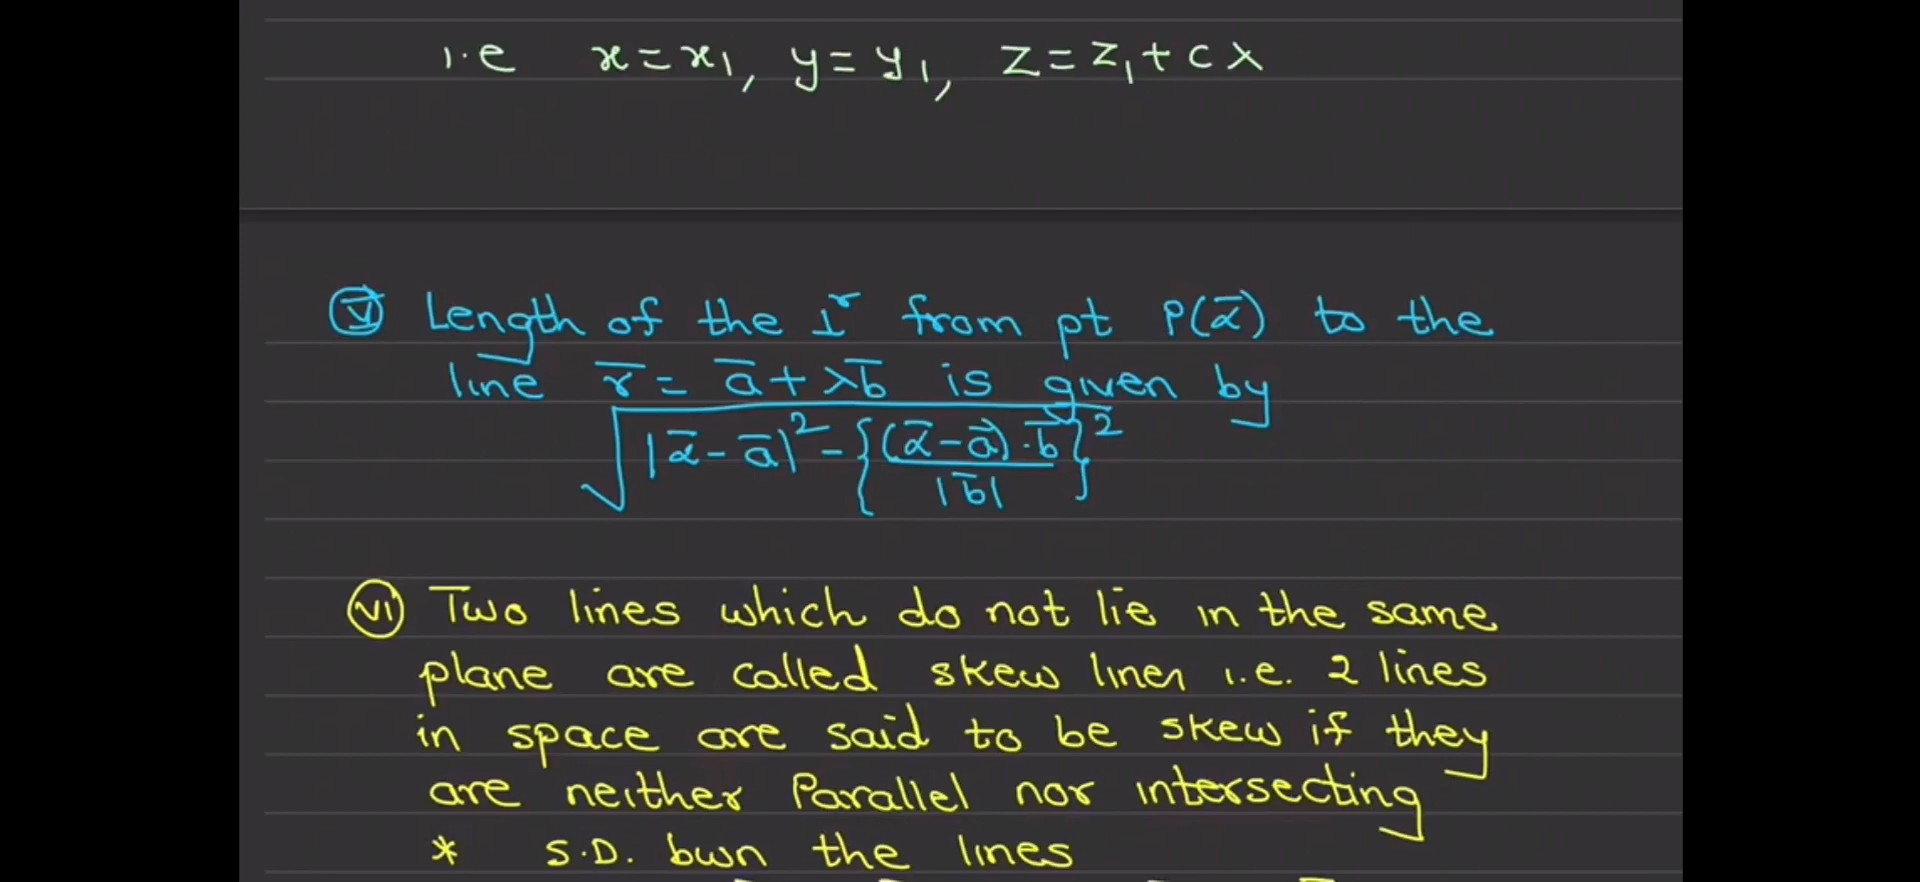 i.e x = x₁, y = y₁, z = z₁ + cλ
(V) Length of the ⊥ʳ from pt P(ᾱ) to the
line r̄ = ā + λb̄ is given by
√(|ᾱ - ā|² - {((ᾱ - ā)·b̄)/|b̄|}²)
(vi) Two lines which do not lie in the same
plane are called skew lines i.e. 2 lines
in space are said to be skew if they
are neither Parallel nor intersecting
* S.D. bwn the lines